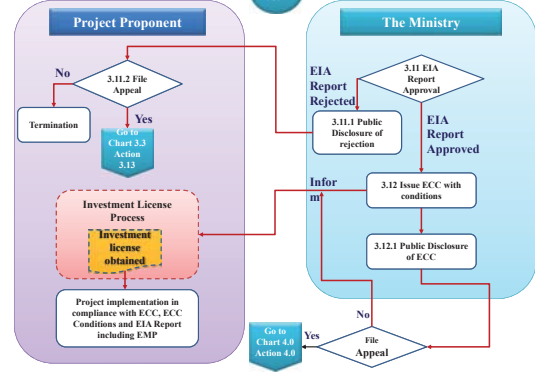 Project Proponent
The Ministry
No
3.11.2 File
Appeal
Yes
Termination
Go to
Chart 3.3
Action
3.13
Investment License
Process
Investment
license
obtained
Project implementation in
compliance with ECC, ECC
Conditions and EIA Report
including EMP
3.11 EIA
Report
Approval
EIA
Report
Rejected
3.11.1 Public
Disclosure of
rejection
EIA
Report
Approved
Infor
m
3.12 Issue ECC with
conditions
3.12.1 Public Disclosure
of ECC
No
File
Appeal
Yes
Go to
Chart 4.0
Action 4.0